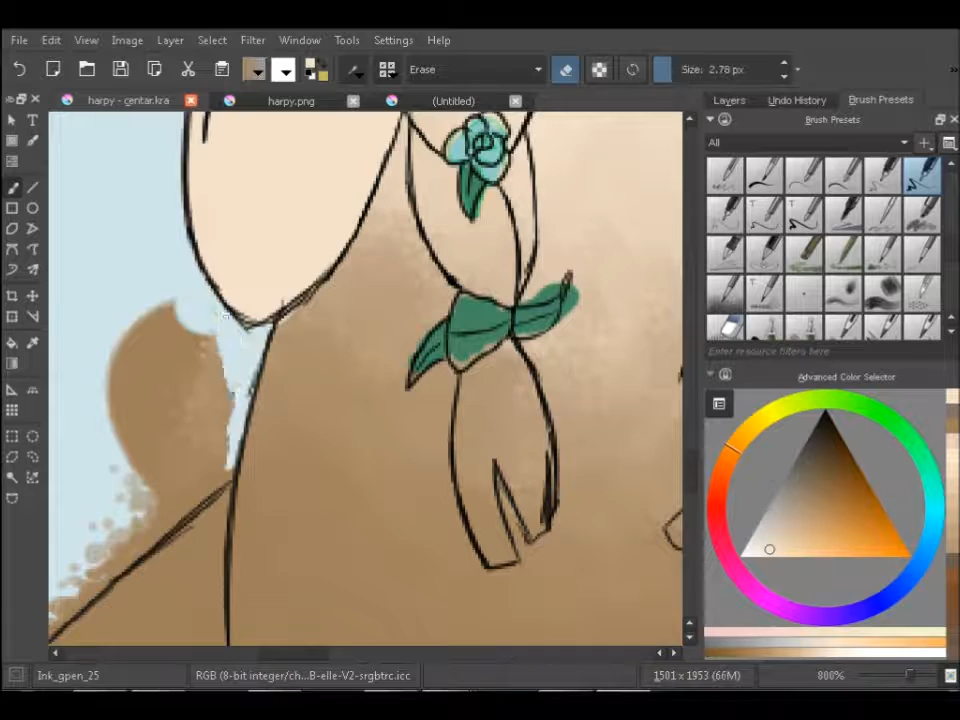 File Edit View Image Layer Select Filter Window Tools Settings Help
Erase Size: 2.78 px
harpy - centar.kra harpy.png (Untitled) Layers Undo History Brush Presets
Brush Presets
All
Enter resource filters here
Advanced Color Selector
Ink_gpen_25 RGB (8-bit integer/ch...B-elle-V2-srgbtrc.icc 1501 x 1953 (66M) 800%